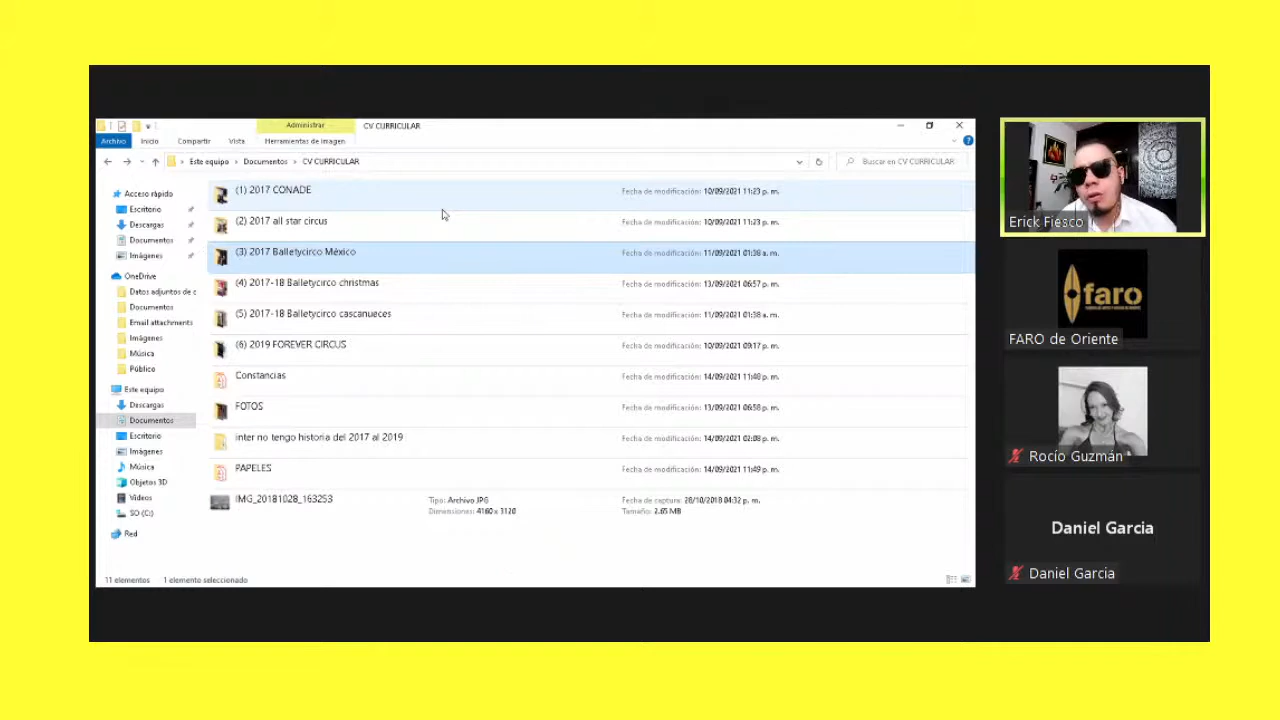 Administrar
CV CURRICULAR
Archivo
Inicio
Compartir
Vista
Herramientas de imagen
Este equipo
Documentos
CV CURRICULAR
Buscar en CV CURRICULAR
Acceso rápido
Escritorio
Descargas
Documentos
Imágenes
OneDrive
Datos adjuntos de c
Documentos
Email attachments
Imágenes
Música
Público
Este equipo
Descargas
Documentos
Escritorio
Imágenes
Música
Objetos 3D
Vídeos
SO (C:)
Red
(1) 2017 CONADE
Fecha de modificación: 10/09/2021 11:23 p. m.
(2) 2017 all star circus
Fecha de modificación: 10/09/2021 11:23 p. m.
(3) 2017 Balletycirco México
Fecha de modificación: 11/09/2021 01:38 a. m.
(4) 2017-18 Balletycirco christmas
Fecha de modificación: 13/09/2021 06:57 p. m.
(5) 2017-18 Balletycirco cascanueces
Fecha de modificación: 11/09/2021 01:38 a. m.
(6) 2019 FOREVER CIRCUS
Fecha de modificación: 10/09/2021 09:17 p. m.
Constancias
Fecha de modificación: 14/09/2021 11:48 p. m.
FOTOS
Fecha de modificación: 13/09/2021 06:58 p. m.
inter no tengo historia del 2017 al 2019
Fecha de modificación: 14/09/2021 02:08 p. m.
PAPELES
Fecha de modificación: 14/09/2021 11:49 p. m.
IMG_20181028_163253
Tipo: Archivo JPG
Dimensiones: 4160 x 3120
Fecha de captura: 28/10/2018 04:32 p. m.
Tamaño: 2.65 MB
11 elementos
1 elemento seleccionado
Erick Fiesco
faro
FARO de Oriente
Rocío Guzmán
Daniel Garcia
Daniel Garcia